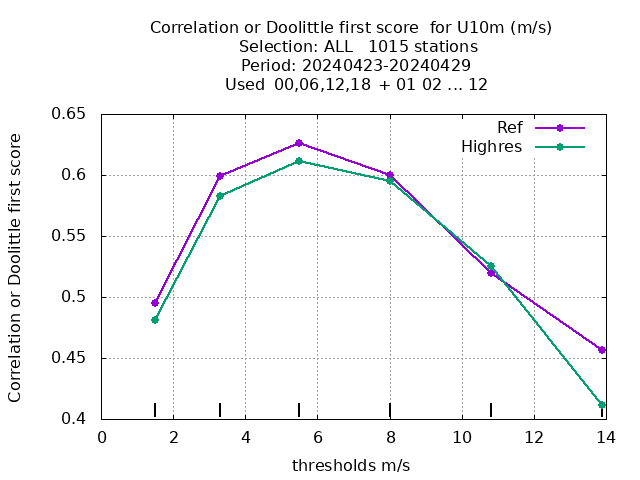 Correlation or Doolittle first score  for U10m (m/s)
Selection: ALL   1015 stations
Period: 20240423-20240429
Used  00,06,12,18  + 01 02 ... 12
Ref
Highres
Correlation or Doolittle first score
0.65
0.6
0.55
0.5
0.45
0.4
0 2 4 6 8 10 12 14
thresholds m/s